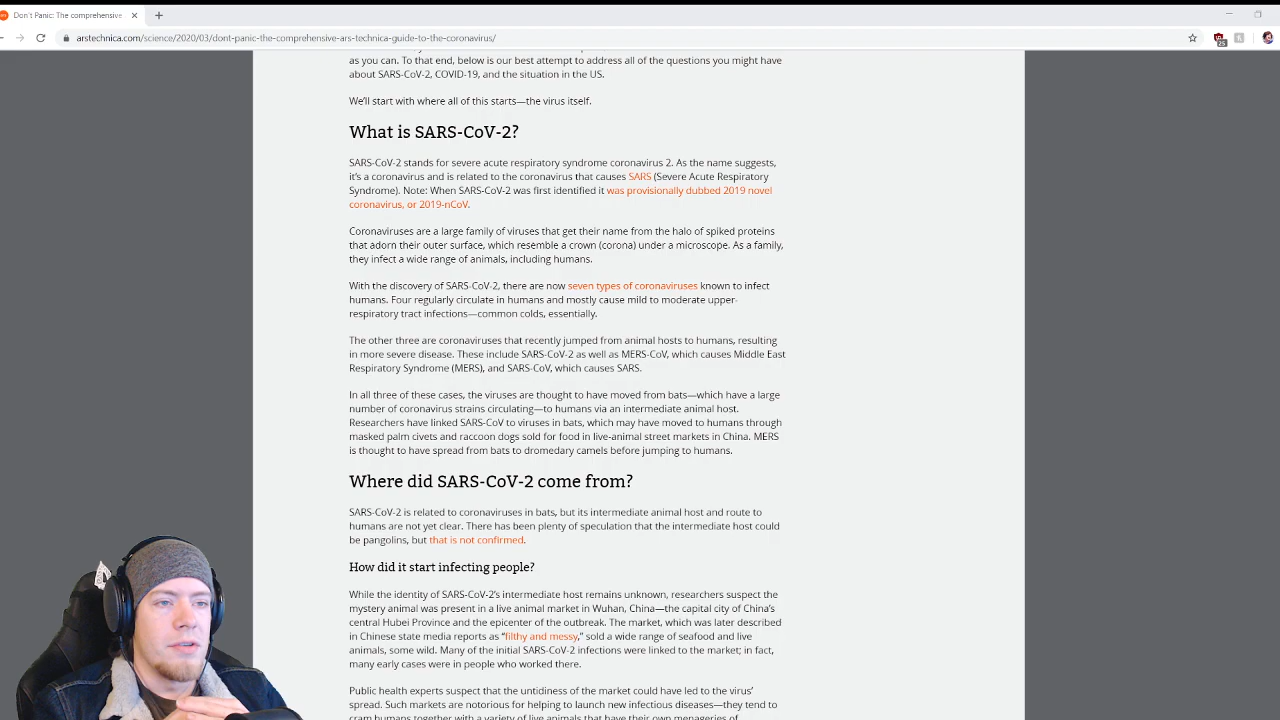 Don't Panic: The comprehensive
arstechnica.com/science/2020/03/dont-panic-the-comprehensive-ars-technica-guide-to-the-coronavirus/
25
as you can. To that end, below is our best attempt to address all of the questions you might have
about SARS-CoV-2, COVID-19, and the situation in the US.
We'll start with where all of this starts—the virus itself.
What is SARS-CoV-2?
SARS-CoV-2 stands for severe acute respiratory syndrome coronavirus 2. As the name suggests,
it's a coronavirus and is related to the coronavirus that causes SARS (Severe Acute Respiratory
Syndrome). Note: When SARS-CoV-2 was first identified it was provisionally dubbed 2019 novel
coronavirus, or 2019-nCoV.
Coronaviruses are a large family of viruses that get their name from the halo of spiked proteins
that adorn their outer surface, which resemble a crown (corona) under a microscope. As a family,
they infect a wide range of animals, including humans.
With the discovery of SARS-CoV-2, there are now seven types of coronaviruses known to infect
humans. Four regularly circulate in humans and mostly cause mild to moderate upper-
respiratory tract infections—common colds, essentially.
The other three are coronaviruses that recently jumped from animal hosts to humans, resulting
in more severe disease. These include SARS-CoV-2 as well as MERS-CoV, which causes Middle East
Respiratory Syndrome (MERS), and SARS-CoV, which causes SARS.
In all three of these cases, the viruses are thought to have moved from bats—which have a large
number of coronavirus strains circulating—to humans via an intermediate animal host.
Researchers have linked SARS-CoV to viruses in bats, which may have moved to humans through
masked palm civets and raccoon dogs sold for food in live-animal street markets in China. MERS
is thought to have spread from bats to dromedary camels before jumping to humans.
Where did SARS-CoV-2 come from?
SARS-CoV-2 is related to coronaviruses in bats, but its intermediate animal host and route to
humans are not yet clear. There has been plenty of speculation that the intermediate host could
be pangolins, but that is not confirmed.
How did it start infecting people?
While the identity of SARS-CoV-2's intermediate host remains unknown, researchers suspect the
mystery animal was present in a live animal market in Wuhan, China—the capital city of China's
central Hubei Province and the epicenter of the outbreak. The market, which was later described
in Chinese state media reports as "filthy and messy," sold a wide range of seafood and live
animals, some wild. Many of the initial SARS-CoV-2 infections were linked to the market; in fact,
many early cases were in people who worked there.
Public health experts suspect that the untidiness of the market could have led to the virus'
spread. Such markets are notorious for helping to launch new infectious diseases—they tend to
cram humans together with a variety of live animals that have their own menageries of